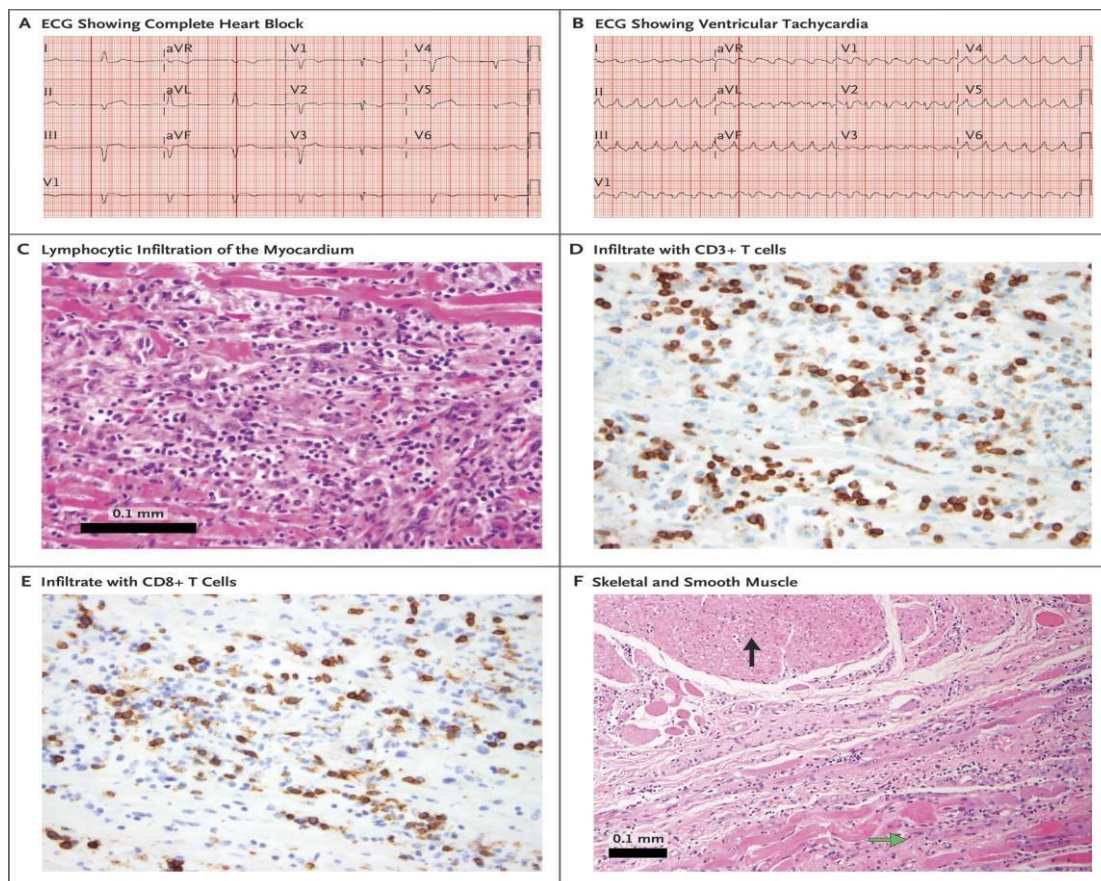 A ECG Showing Complete Heart Block
I aVR V1 V4
II aVL V2 V5
III aVF V3 V6
V1
B ECG Showing Ventricular Tachycardia
I aVR V1 V4
II aVL V2 V5
III aVF V3 V6
V1
C Lymphocytic Infiltration of the Myocardium
0.1 mm
D Infiltrate with CD3+ T cells
E Infiltrate with CD8+ T Cells
F Skeletal and Smooth Muscle
0.1 mm